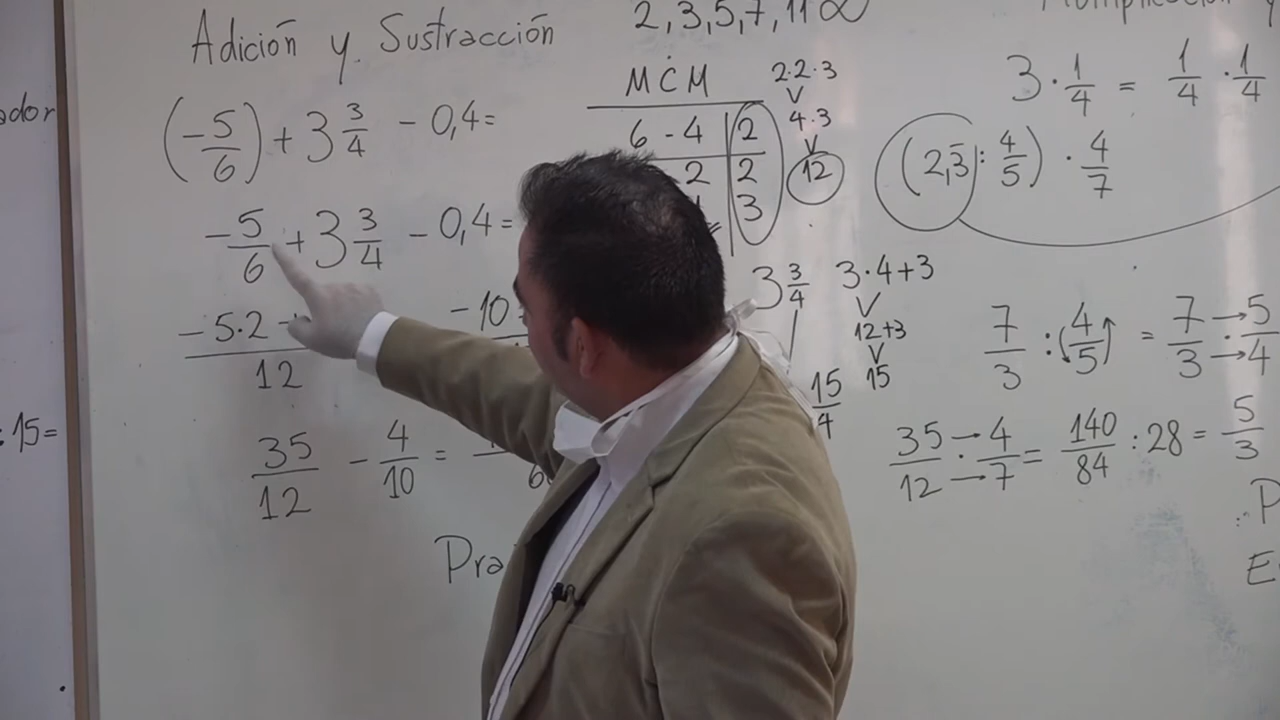 Adición y Sustracción
(-5/6) + 3 3/4 - 0,4=
-5/6 + 3 3/4 - 0,4=
-5·2
12
-10
35/12 - 4/10 =
2,3,5,7,11 ∞
MCM
6 - 4 | 2
2 | 2
3
2·2·3
4·3
12
3 3/4
3·4+3
12+3
15
15/4
3 · 1/4 = 1/4 · 1/4
(2,3̅ : 4/5) · 4/7
7/3 : (4/5) = 7/3 · 5/4
35/12 · 4/7 = 140/84 :28 = 5/3
ador
: 15=